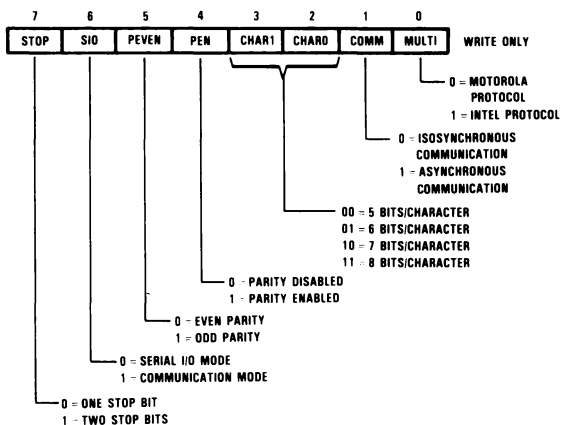 7 6 5 4 3 2 1 0
STOP SIO PEVEN PEN CHAR1 CHAR0 COMM MULTI WRITE ONLY
0 = MOTOROLA
PROTOCOL
1 = INTEL PROTOCOL
0 = ISOSYNCHRONOUS
COMMUNICATION
1 = ASYNCHRONOUS
COMMUNICATION
00 = 5 BITS/CHARACTER
01 = 6 BITS/CHARACTER
10 = 7 BITS/CHARACTER
11 = 8 BITS/CHARACTER
0 - PARITY DISABLED
1 - PARITY ENABLED
0 = EVEN PARITY
1 = ODD PARITY
0 = SERIAL I/O MODE
1 - COMMUNICATION MODE
0 = ONE STOP BIT
1 - TWO STOP BITS